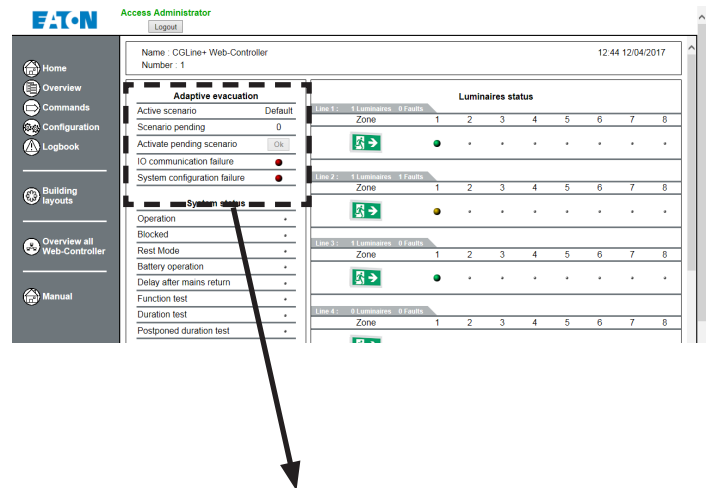 EATON
Access Administrator
Logout
Name : CGLine+ Web-Controller
Number : 1
12:44 12/04/2017
Home
Overview
Commands
Configuration
Logbook
Building
layouts
Overview all
Web-Controller
Manual
Adaptive evacuation
Active scenario Default
Scenario pending 0
Activate pending scenario Ok
IO communication failure
System configuration failure
System status
Operation
Blocked
Rest Mode
Battery operation
Delay after mains return
Function test
Duration test
Postponed duration test
Luminaires status
Line 1 : 1 Luminaires 0 Faults
Zone 1 2 3 4 5 6 7 8
Line 2 : 1 Luminaires 1 Faults
Zone 1 2 3 4 5 6 7 8
Line 3 : 1 Luminaires 0 Faults
Zone 1 2 3 4 5 6 7 8
Line 4 : 0 Luminaires 0 Faults
Zone 1 2 3 4 5 6 7 8